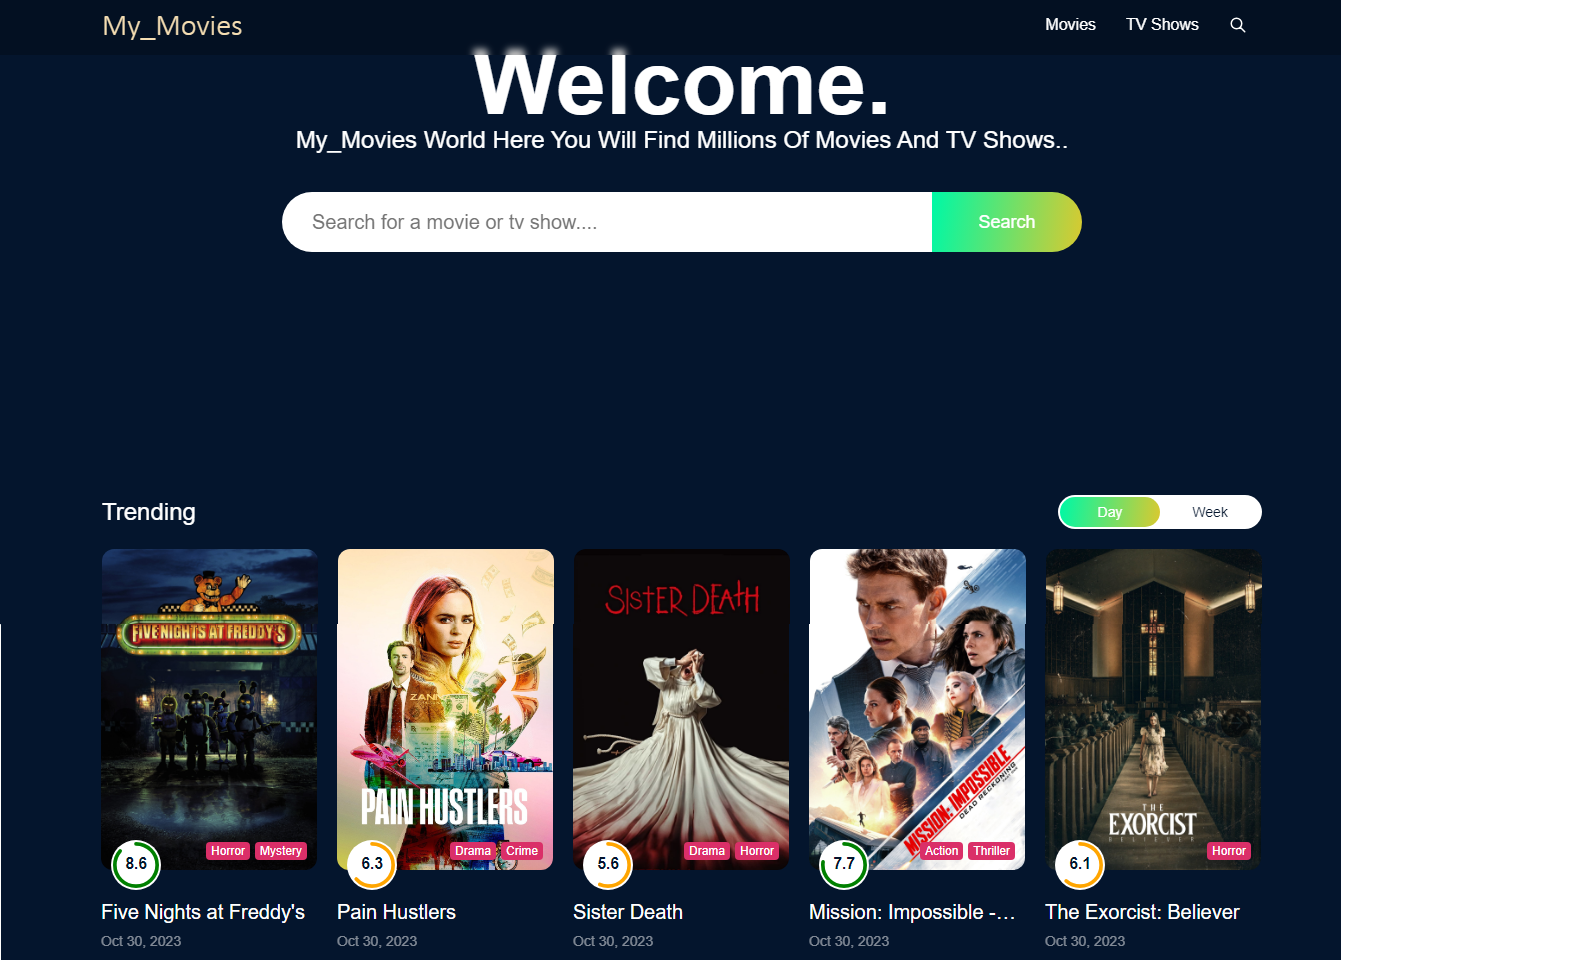 My_Movies
Movies TV Shows
Welcome.
My_Movies World Here You Will Find Millions Of Movies And TV Shows..
Search for a movie or tv show.... Search
Trending Day Week
FIVE NIGHTS AT FREDDY'S
ZANNA
PAIN HUSTLERS
SISTER DEATH
MISSION: IMPOSSIBLE
DEAD RECKONING
THE
EXORCIST
BELIEVER
8.6 Horror Mystery
6.3 Drama Crime
5.6 Drama Horror
7.7 Action Thriller
6.1 Horror
Five Nights at Freddy's Pain Hustlers Sister Death Mission: Impossible -... The Exorcist: Believer
Oct 30, 2023 Oct 30, 2023 Oct 30, 2023 Oct 30, 2023 Oct 30, 2023